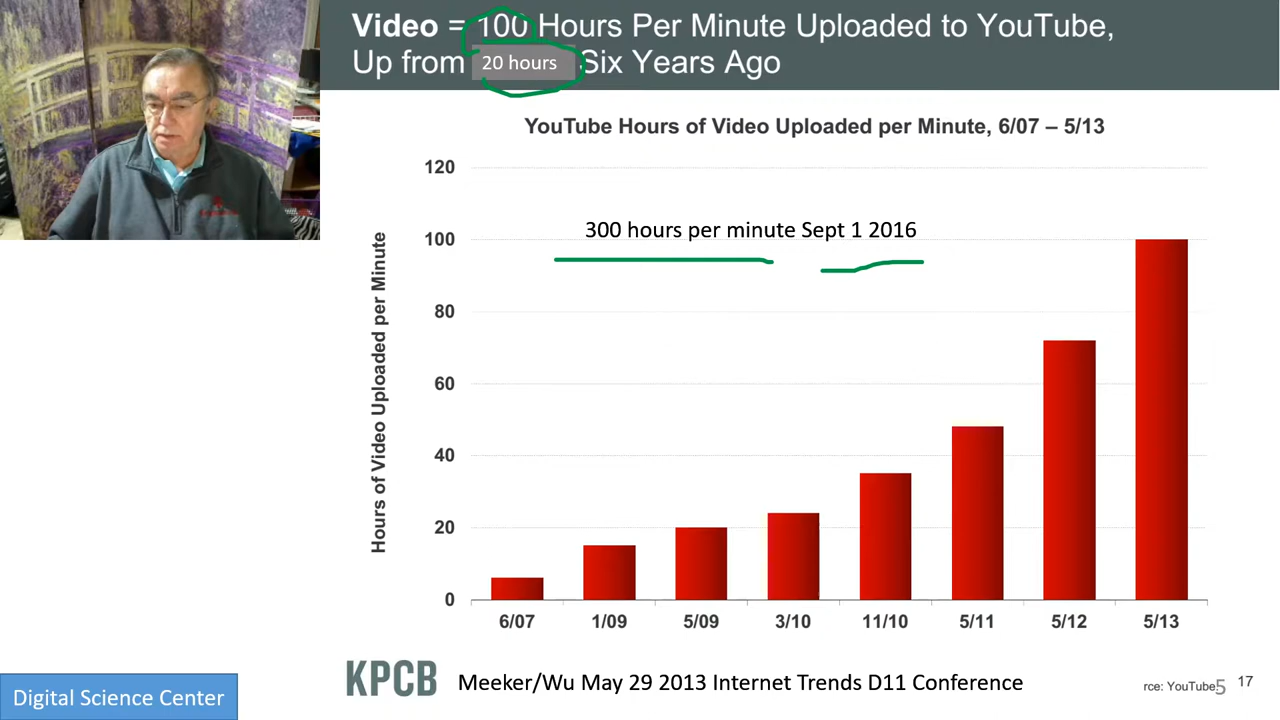 Video = 100 Hours Per Minute Uploaded to YouTube,
Up from 20 hours Six Years Ago
YouTube Hours of Video Uploaded per Minute, 6/07 – 5/13
120
300 hours per minute Sept 1 2016
100
80
60
40
20
0
Hours of Video Uploaded per Minute
6/07 1/09 5/09 3/10 11/10 5/11 5/12 5/13
KPCB Meeker/Wu May 29 2013 Internet Trends D11 Conference
rce: YouTube 5 17
Digital Science Center